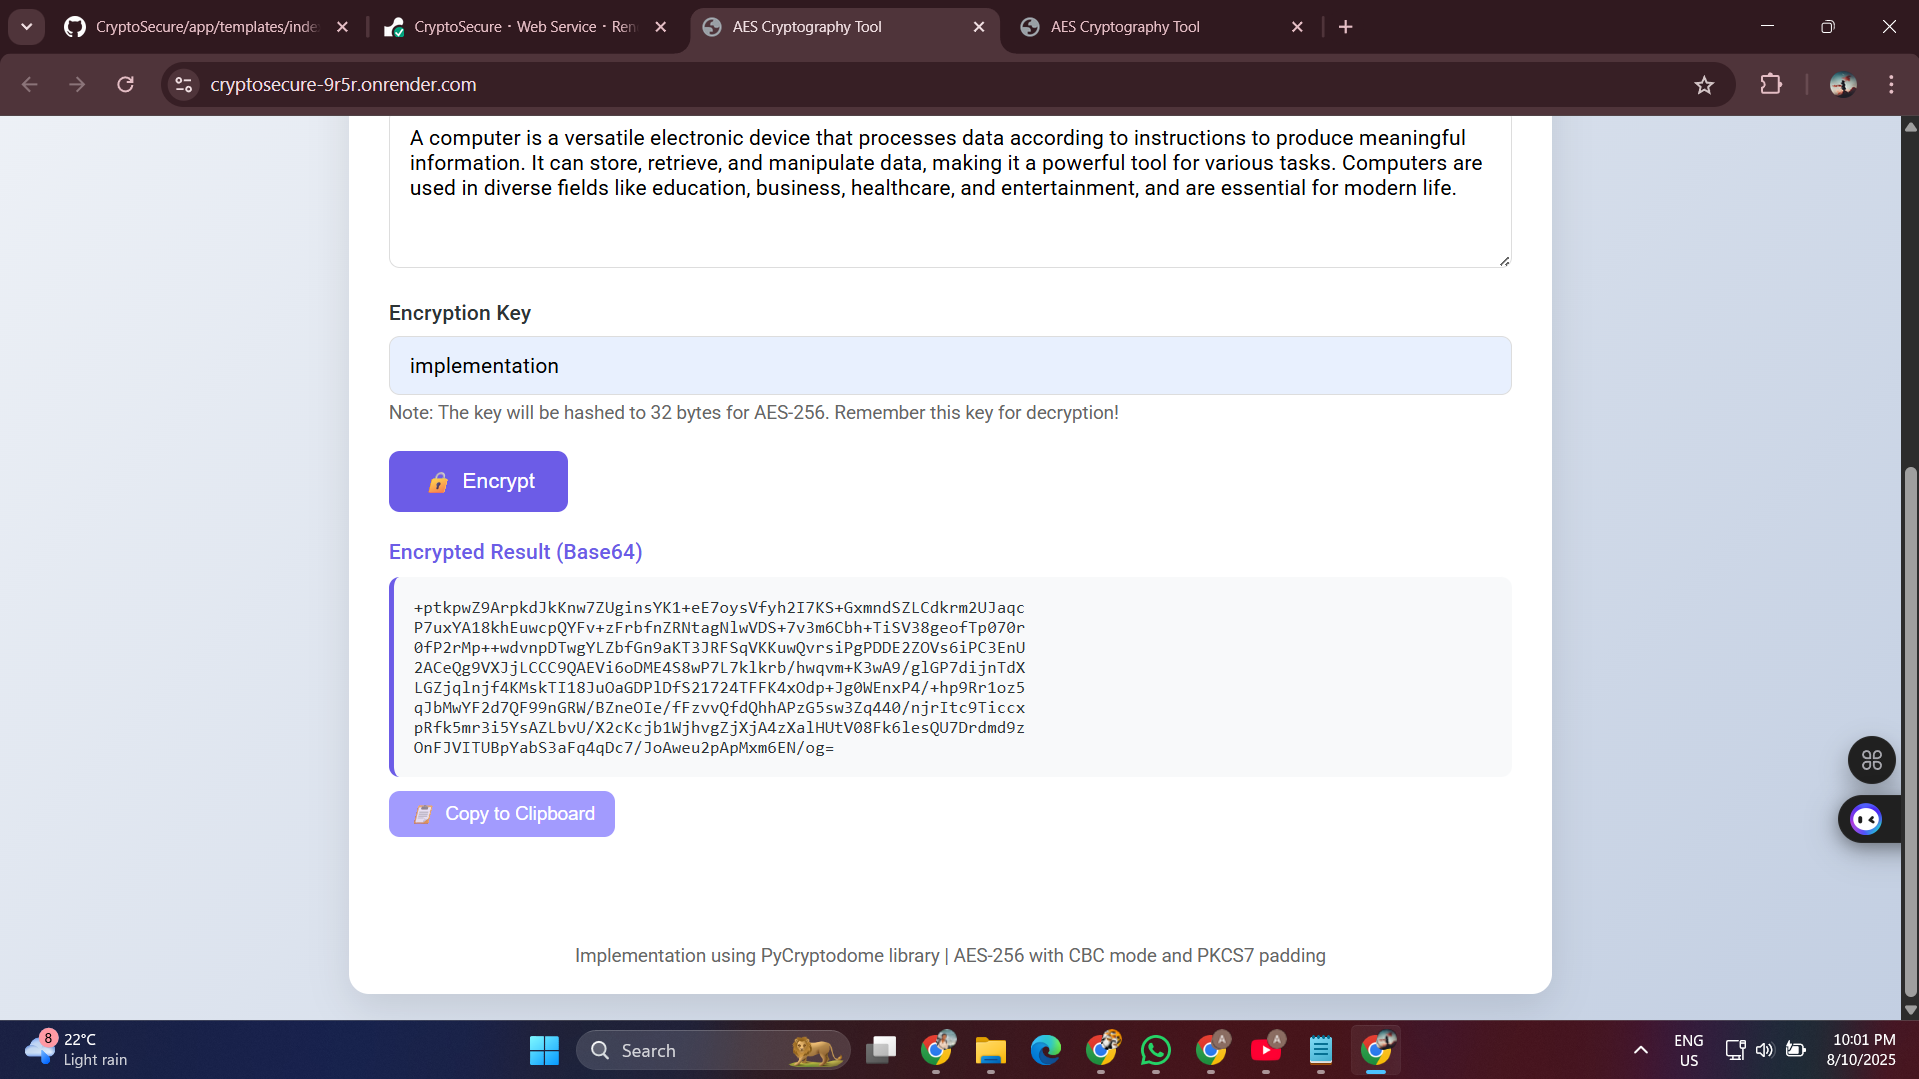 CryptoSecure/app/templates/inde
CryptoSecure · Web Service · Ren
AES Cryptography Tool
AES Cryptography Tool
cryptosecure-9r5r.onrender.com
A computer is a versatile electronic device that processes data according to instructions to produce meaningful
information. It can store, retrieve, and manipulate data, making it a powerful tool for various tasks. Computers are
used in diverse fields like education, business, healthcare, and entertainment, and are essential for modern life.
Encryption Key
implementation
Note: The key will be hashed to 32 bytes for AES-256. Remember this key for decryption!
Encrypt
Encrypted Result (Base64)
+ptkpwZ9ArpkdJkKnw7ZUginsYK1+eE7oysVfyh2I7KS+GxmndSZLCdkrm2UJaqc
P7uxYA18khEuwcpQYFv+zFrbfnZRNtagNlwVDS+7v3m6Cbh+TiSV38geofTp070r
0fP2rMp++wdvnpDTwgYLZbfGn9aKT3JRFSqVKKuwQvrsiPgPDDE2ZOVs6iPC3EnU
2ACeQg9VXJjLCCC9QAEVi6oDME4S8wP7L7klkrb/hwqvm+K3wA9/glGP7dijnTdX
LGZjqlnjf4KMskTI18JuOaGDPlDfS21724TFFK4xOdp+Jg0WEnxP4/+hp9Rr1oz5
qJbMwYF2d7QF99nGRW/BZneOIe/fFzvvQfdQhhAPzG5sw3Zq440/njrItc9Ticcx
pRfk5mr3i5YsAZLbvU/X2cKcjb1WjhvgZjXjA4zXalHUtV08Fk6lesQU7Drdmd9z
OnFJVITUBpYabS3aFq4qDc7/JoAweu2pApMxm6EN/og=
Copy to Clipboard
Implementation using PyCryptodome library | AES-256 with CBC mode and PKCS7 padding
8
22°C
Light rain
Search
A
A
ENG
US
10:01 PM
8/10/2025